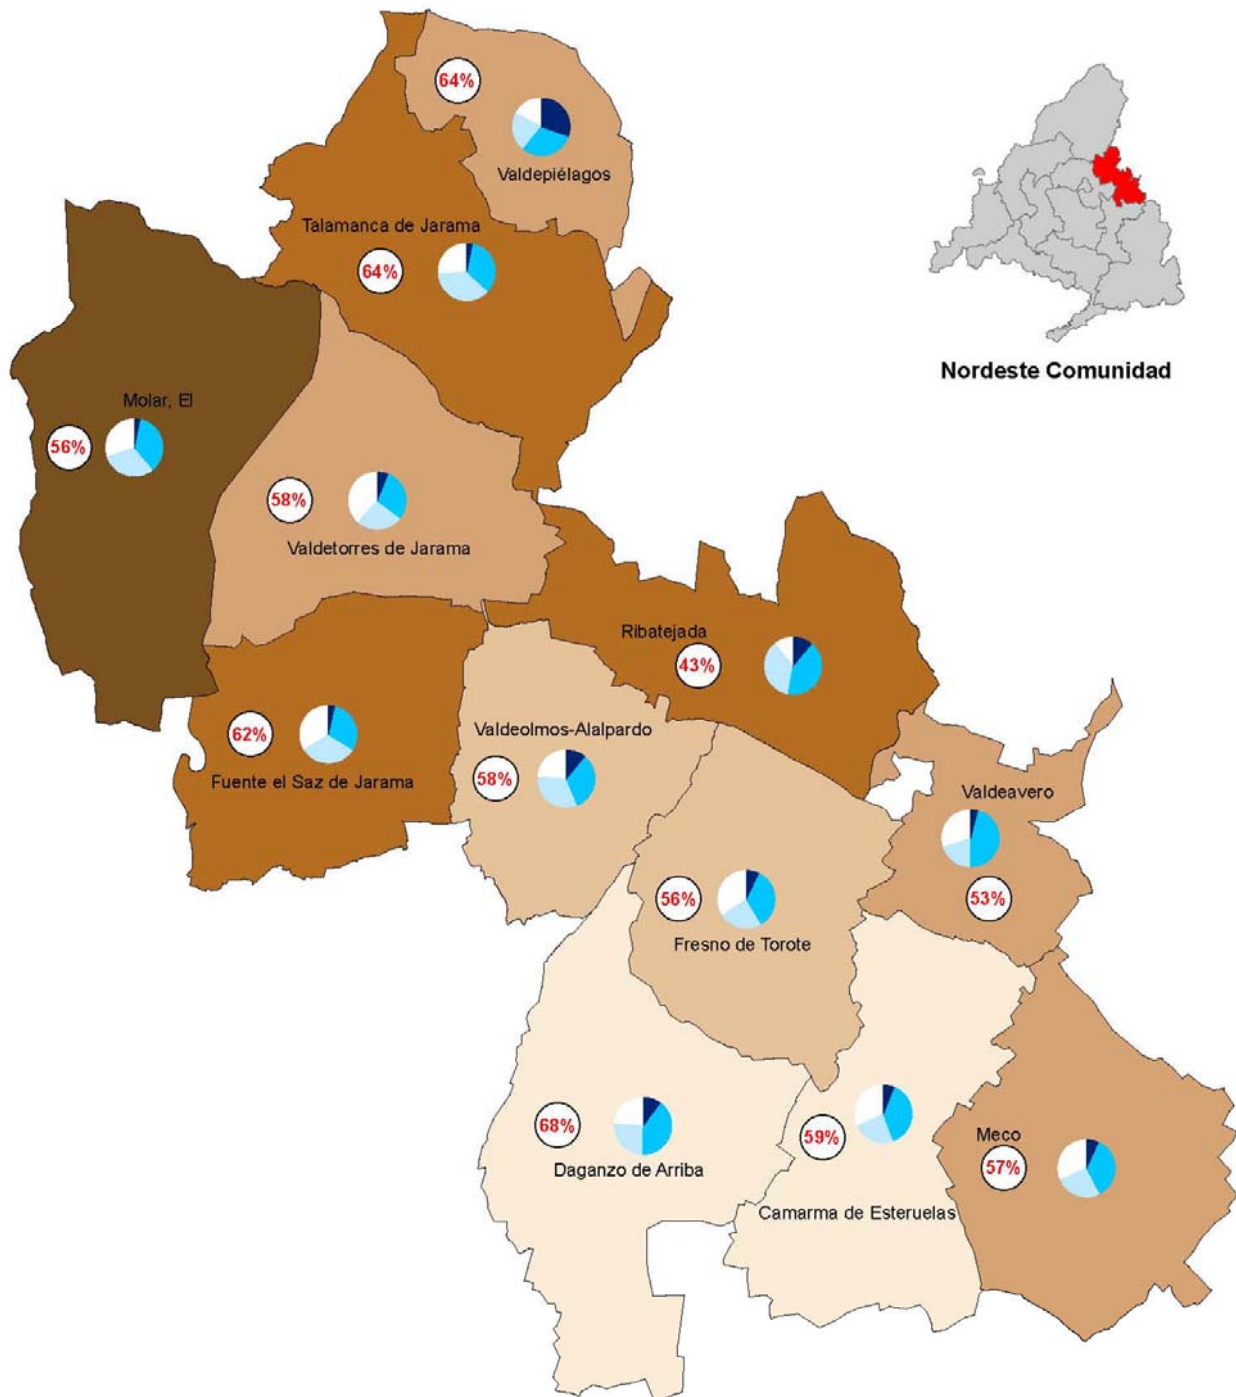 64%
Valdepiélagos
Talamanca de Jarama
64%
Nordeste Comunidad
Molar, El
56%
58%
Valdetorres de Jarama
Ribatejada
43%
62%
Fuente el Saz de Jarama
Valdeolmos-Alalpardo
58%
Valdeavero
53%
56%
Fresno de Torote
68%
Daganzo de Arriba
59%
Camarma de Esteruelas
Meco
57%